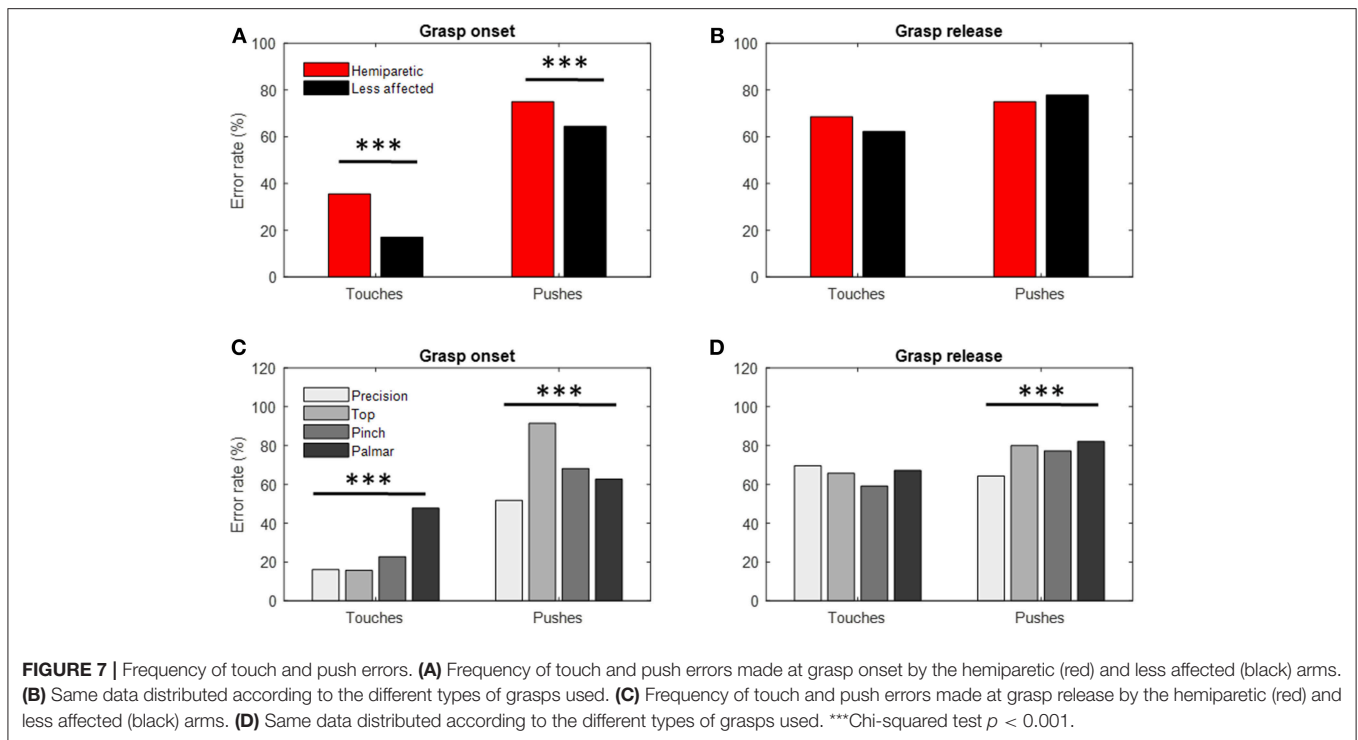 A
Grasp onset
100
80
60
40
20
0
Error rate (%)
Hemiparetic
Less affected
***
***
Touches
Pushes
B
Grasp release
100
80
60
40
20
0
Touches
Pushes
C
Grasp onset
120
100
80
60
40
20
0
Error rate (%)
Precision
Top
Pinch
Palmar
***
***
Touches
Pushes
D
Grasp release
120
100
80
60
40
20
0
***
Touches
Pushes
FIGURE 7 | Frequency of touch and push errors. (A) Frequency of touch and push errors made at grasp onset by the hemiparetic (red) and less affected (black) arms.
(B) Same data distributed according to the different types of grasps used. (C) Frequency of touch and push errors made at grasp release by the hemiparetic (red) and
less affected (black) arms. (D) Same data distributed according to the different types of grasps used. ***Chi-squared test p < 0.001.